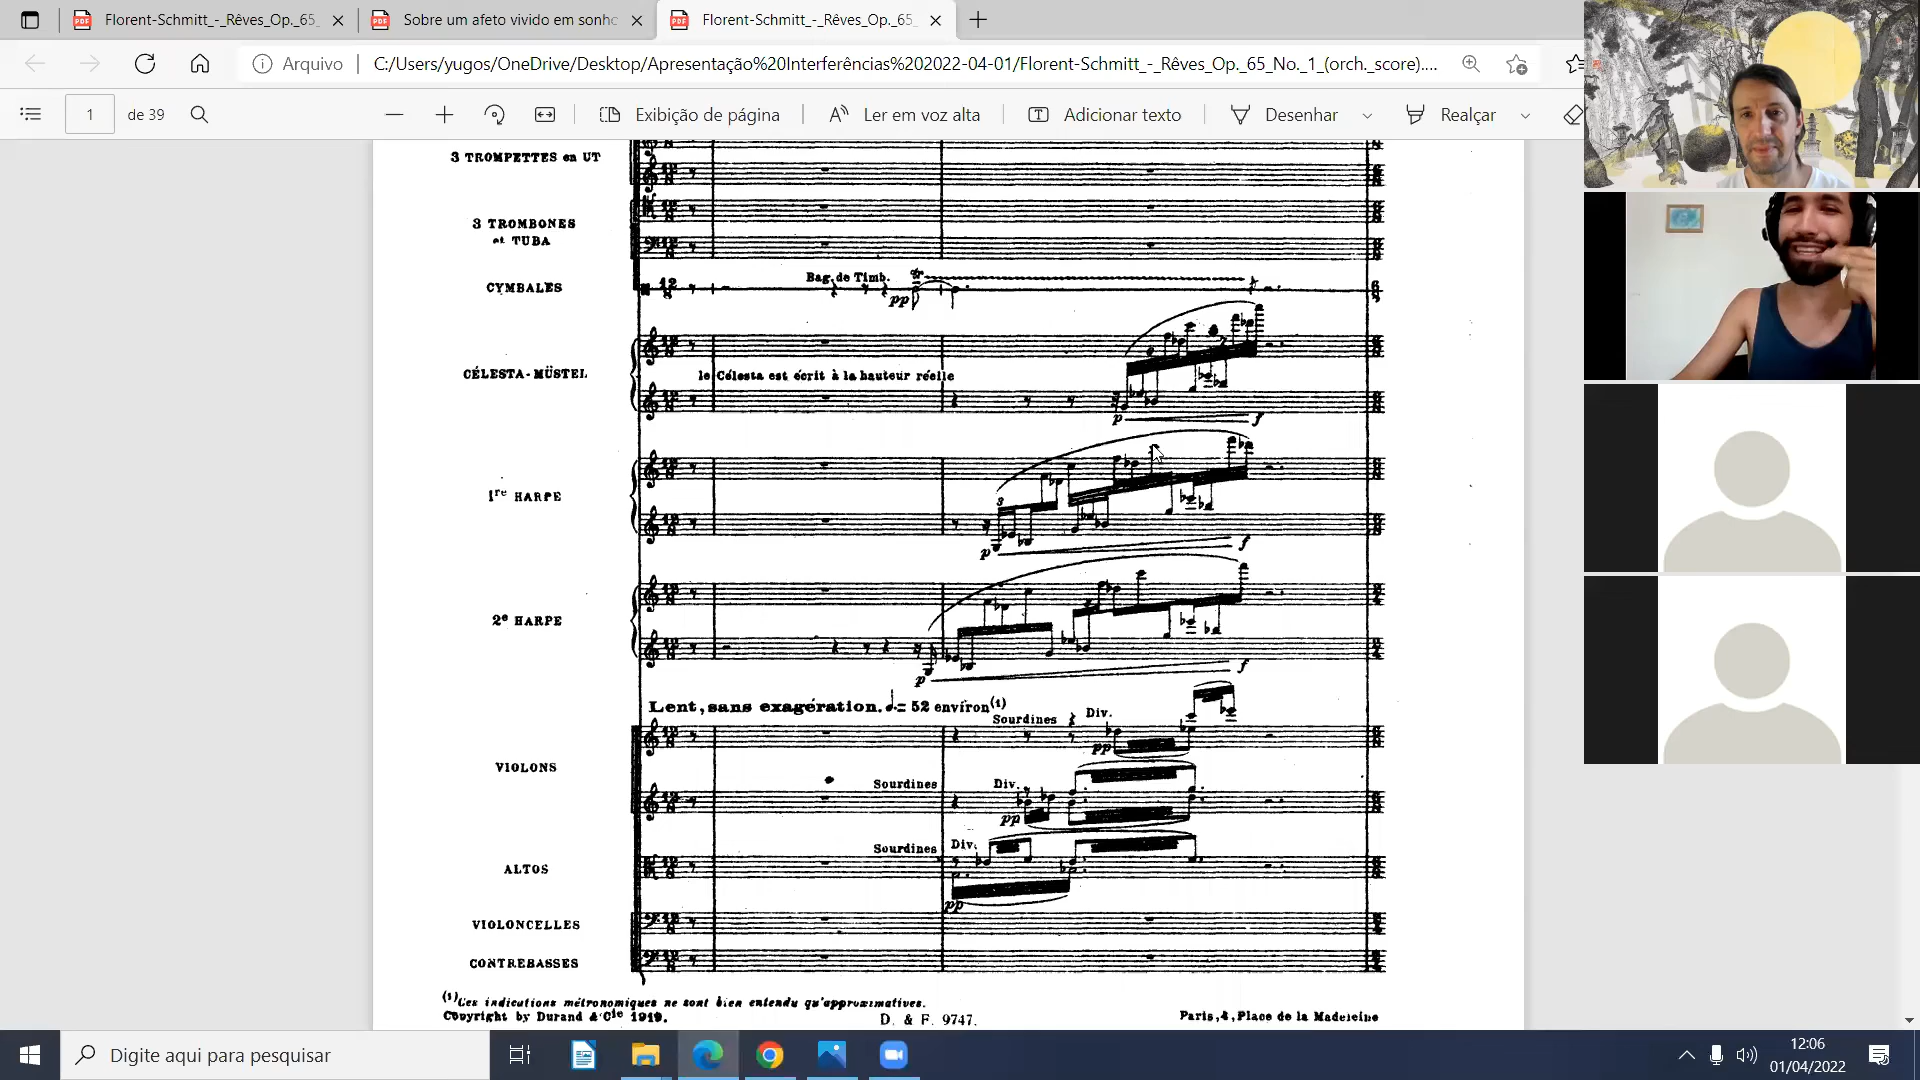 Florent-Schmitt_-_Rêves_Op._65_
Sobre um afeto vivido em sonho
Florent-Schmitt_-_Rêves_Op._65_
Arquivo
C:/Users/yugos/OneDrive/Desktop/Apresentação%20Interferências%202022-04-01/Florent-Schmitt_-_Rêves_Op._65_No._1_(orch._score)....
1 de 39
Exibição de página
Ler em voz alta
Adicionar texto
Desenhar
Realçar
3 TROMPETTES en UT
3 TROMBONES
et TUBA
CYMBALES
Bag. de Timb.
pp
CÉLESTA-MÜSTEL
le Célesta est écrit à la hauteur réelle
p f
1re HARPE
3
p f
2e HARPE
p f
Lent, sans exagération. ♩.= 52 environ(1)
Sourdines Div.
pp
VIOLONS
Sourdines Div.
pp
Sourdines Div.
ALTOS
pp
VIOLONCELLES
CONTREBASSES
(1) Ces indications métronomiques ne sont bien entendu qu'approximatives.
Copyright by Durand & Cie 1919.
D. & F. 9747.
Paris, 4, Place de la Madeleine
Digite aqui para pesquisar
12:06
01/04/2022